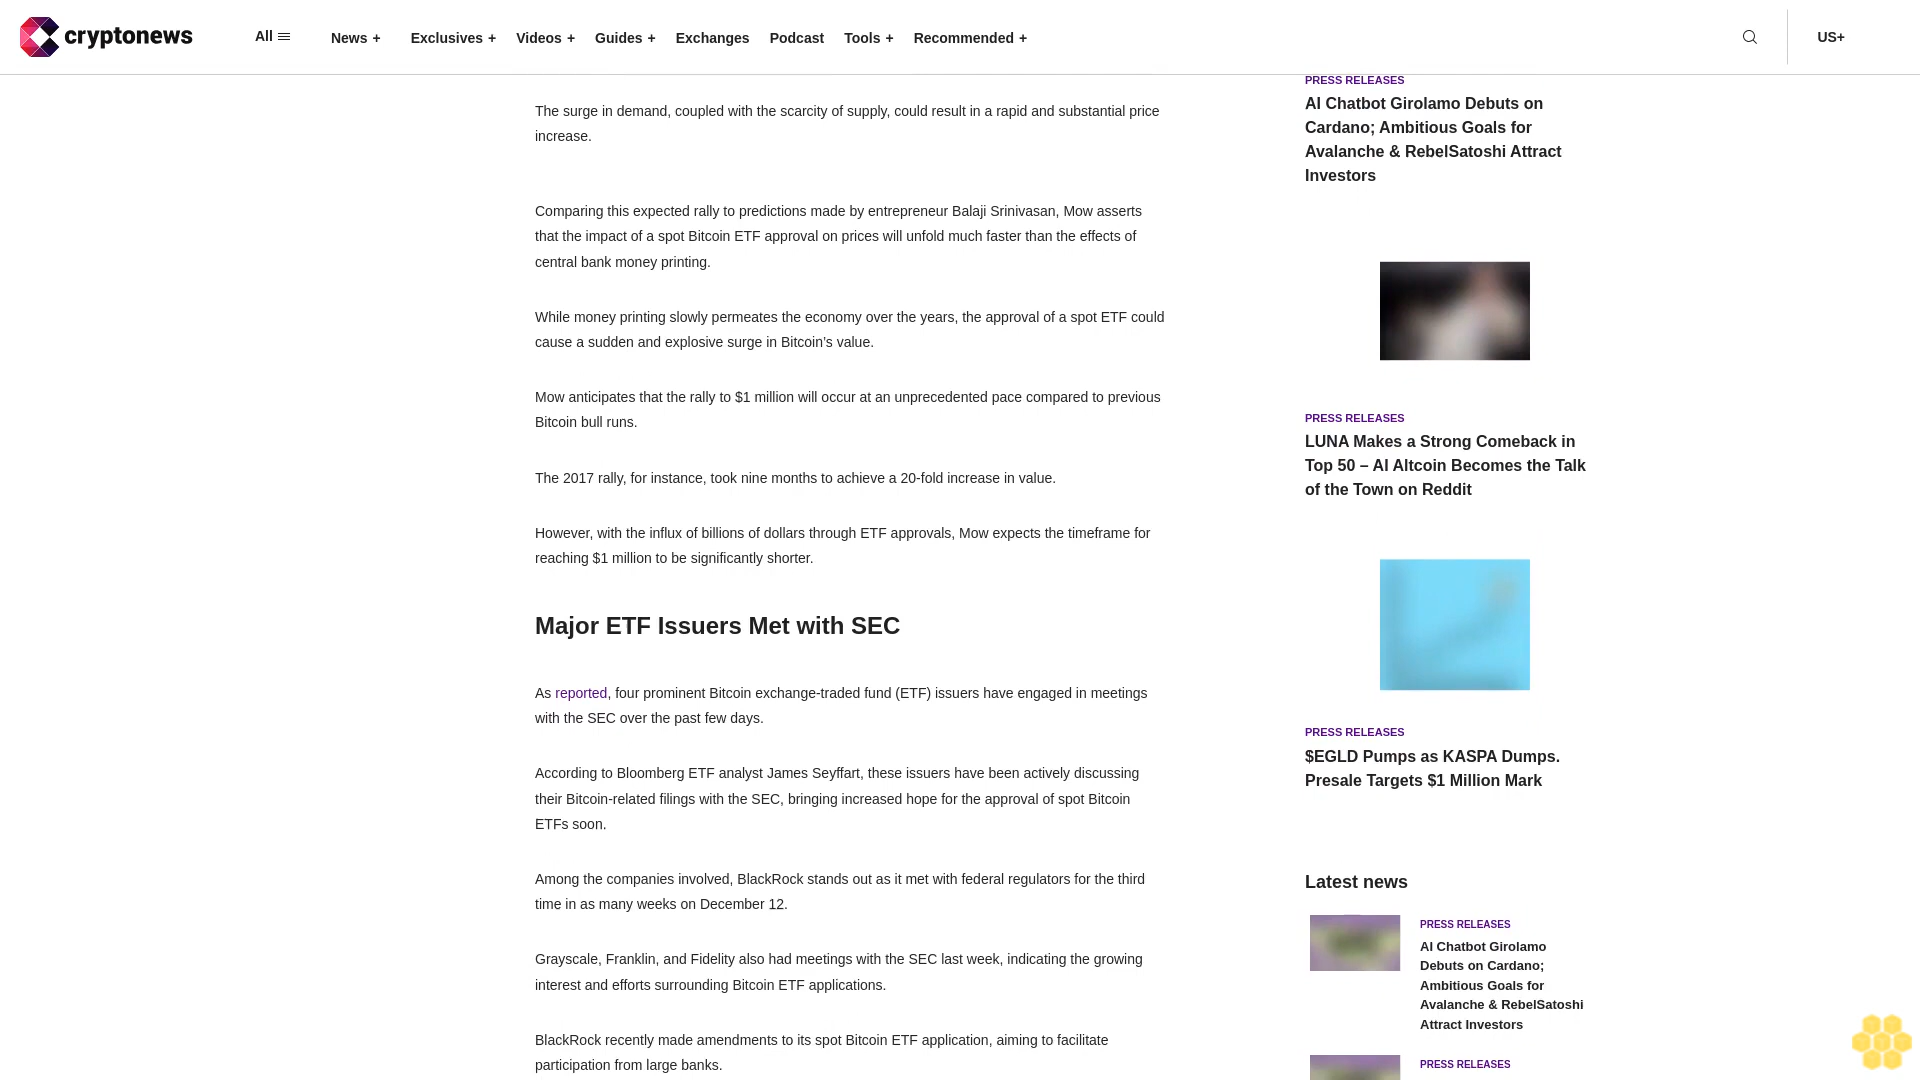 cryptonews
All
News +
Exclusives +
Videos +
Guides +
Exchanges
Podcast
Tools +
Recommended +
US+
The surge in demand, coupled with the scarcity of supply, could result in a rapid and substantial price
increase.
Comparing this expected rally to predictions made by entrepreneur Balaji Srinivasan, Mow asserts
that the impact of a spot Bitcoin ETF approval on prices will unfold much faster than the effects of
central bank money printing.
While money printing slowly permeates the economy over the years, the approval of a spot ETF could
cause a sudden and explosive surge in Bitcoin’s value.
Mow anticipates that the rally to $1 million will occur at an unprecedented pace compared to previous
Bitcoin bull runs.
The 2017 rally, for instance, took nine months to achieve a 20-fold increase in value.
However, with the influx of billions of dollars through ETF approvals, Mow expects the timeframe for
reaching $1 million to be significantly shorter.
Major ETF Issuers Met with SEC
As reported, four prominent Bitcoin exchange-traded fund (ETF) issuers have engaged in meetings
with the SEC over the past few days.
According to Bloomberg ETF analyst James Seyffart, these issuers have been actively discussing
their Bitcoin-related filings with the SEC, bringing increased hope for the approval of spot Bitcoin
ETFs soon.
Among the companies involved, BlackRock stands out as it met with federal regulators for the third
time in as many weeks on December 12.
Grayscale, Franklin, and Fidelity also had meetings with the SEC last week, indicating the growing
interest and efforts surrounding Bitcoin ETF applications.
BlackRock recently made amendments to its spot Bitcoin ETF application, aiming to facilitate
participation from large banks.
PRESS RELEASES
AI Chatbot Girolamo Debuts on
Cardano; Ambitious Goals for
Avalanche & RebelSatoshi Attract
Investors
PRESS RELEASES
LUNA Makes a Strong Comeback in
Top 50 – AI Altcoin Becomes the Talk
of the Town on Reddit
PRESS RELEASES
$EGLD Pumps as KASPA Dumps.
Presale Targets $1 Million Mark
Latest news
PRESS RELEASES
AI Chatbot Girolamo
Debuts on Cardano;
Ambitious Goals for
Avalanche & RebelSatoshi
Attract Investors
PRESS RELEASES